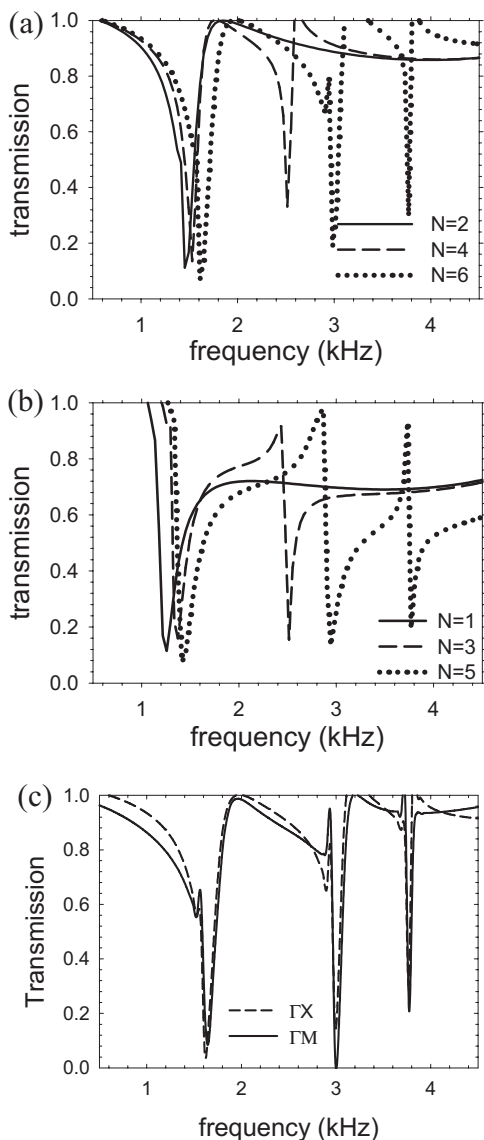 (a)
1.0
0.8
0.6
0.4
0.2
0.0
transmission
N=2
N=4
N=6
1 2 3 4
frequency (kHz)
(b)
1.0
0.8
0.6
0.4
0.2
0.0
transmission
N=1
N=3
N=5
1 2 3 4
frequency (kHz)
(c)
1.0
0.8
0.6
0.4
0.2
0.0
Transmission
ΓX
ΓM
1 2 3 4
frequency (kHz)